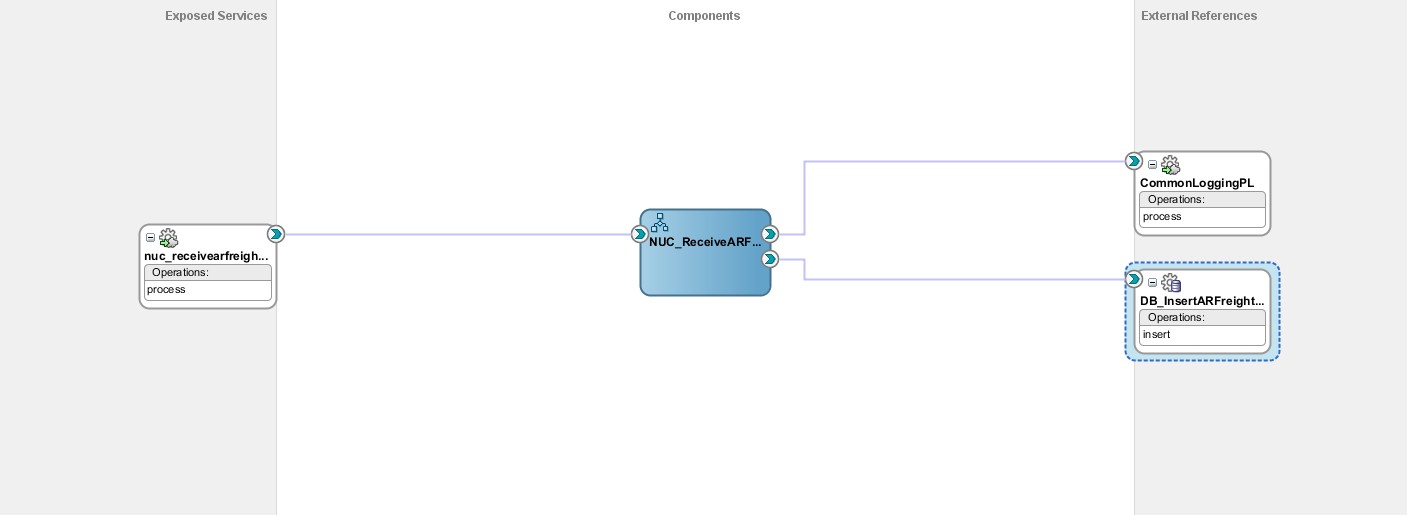 Exposed Services
Components
External References
nuc_receivearfreigh...
Operations:
process
NUC_ReceiveARF...
CommonLoggingPL
Operations:
process
DB_InsertARFreight...
Operations:
insert